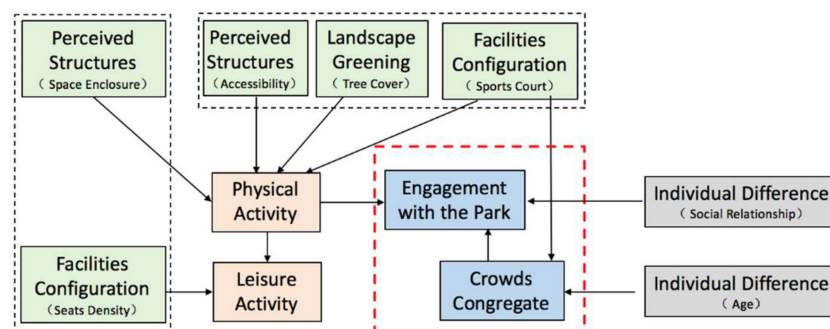 Perceived
Structures
（Space Enclosure）
Perceived
Structures
（Accessibility）
Landscape
Greening
（Tree Cover）
Facilities
Configuration
（Sports Court）
Physical
Activity
Engagement
with the Park
Individual Difference
（Social Relationship）
Facilities
Configuration
（Seats Density）
Leisure
Activity
Crowds
Congregate
Individual Difference
（Age）